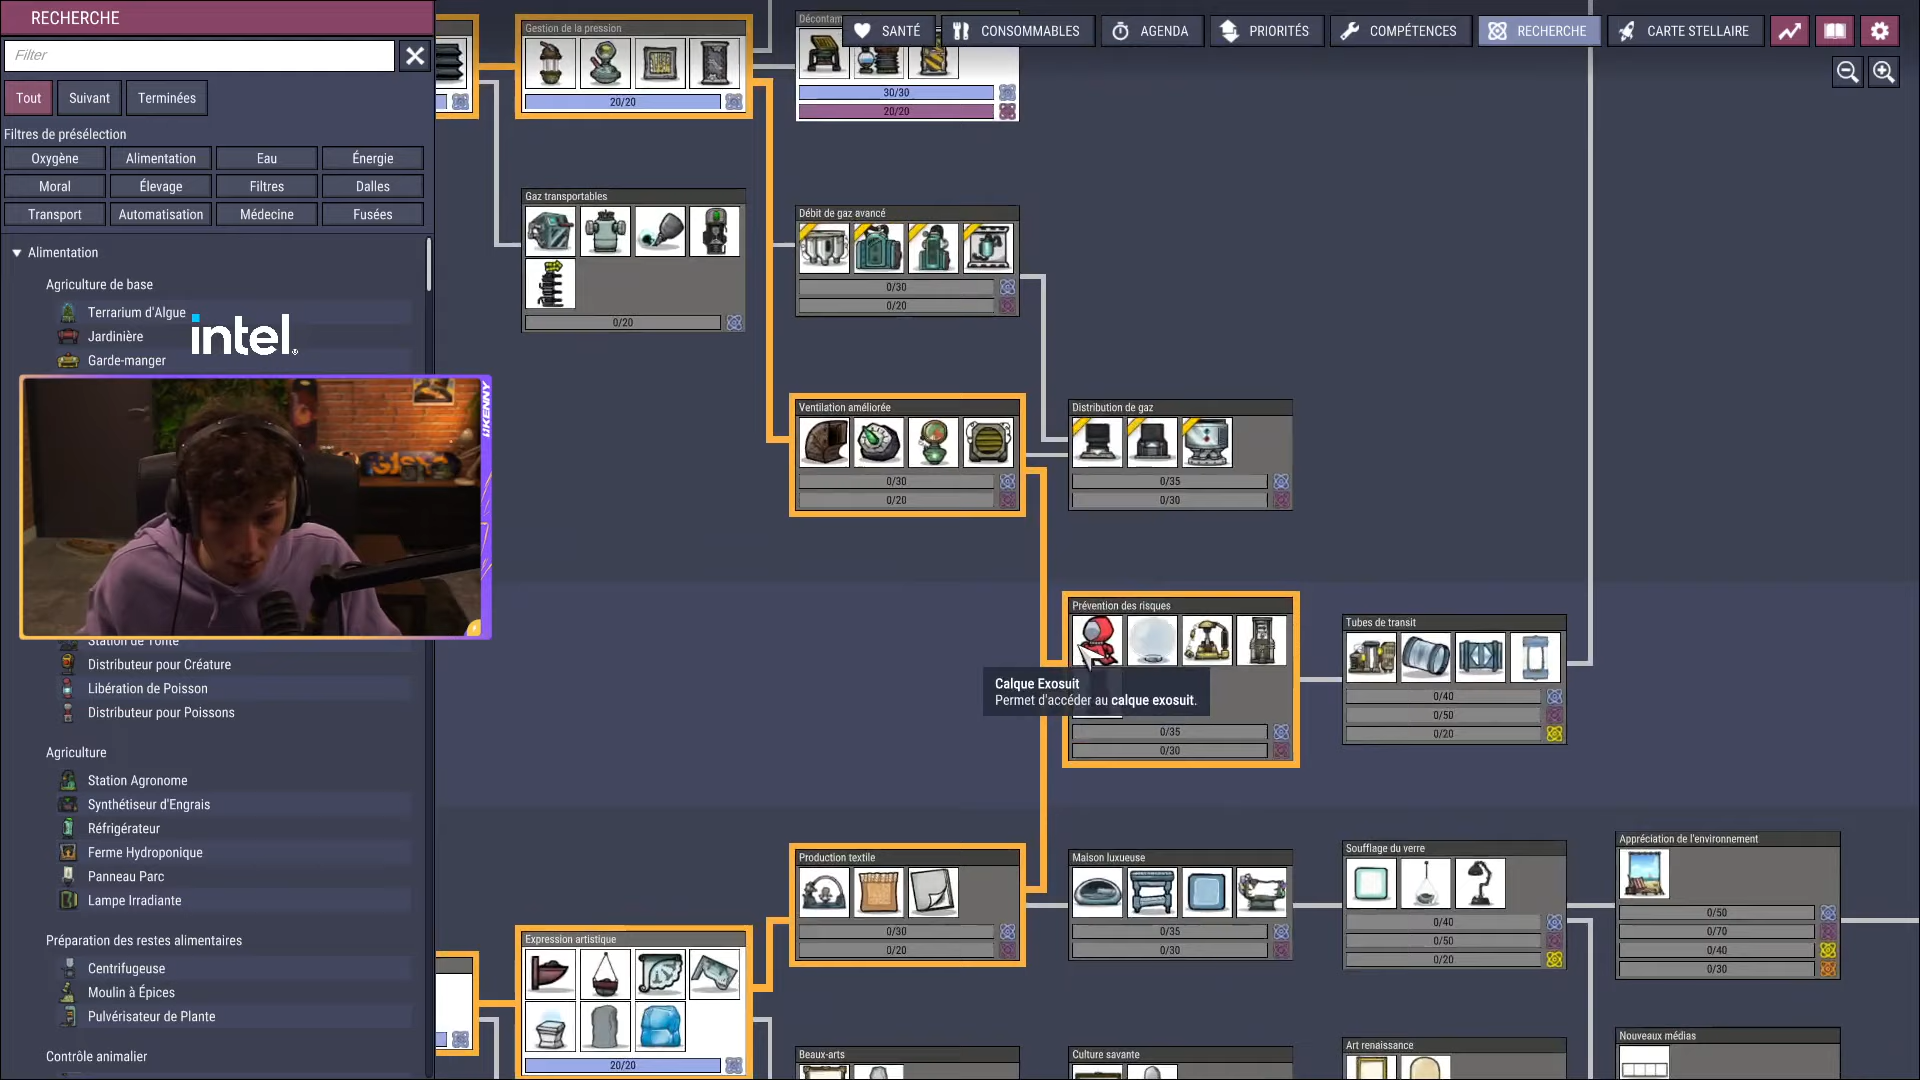 RECHERCHE
Filter
Tout
Suivant
Terminées
Filtres de présélection
Oxygène
Alimentation
Eau
Énergie
Moral
Élevage
Filtres
Dalles
Transport
Automatisation
Médecine
Fusées
Alimentation
Agriculture de base
Terrarium d'Algue
Jardinière
Garde-manger
intel.
KENNY
Station de Tonte
Distributeur pour Créature
Libération de Poisson
Distributeur pour Poissons
Agriculture
Station Agronome
Synthétiseur d'Engrais
Réfrigérateur
Ferme Hydroponique
Panneau Parc
Lampe Irradiante
Préparation des restes alimentaires
Centrifugeuse
Moulin à Épices
Pulvérisateur de Plante
Contrôle animalier
SANTÉ
CONSOMMABLES
AGENDA
PRIORITÉS
COMPÉTENCES
RECHERCHE
CARTE STELLAIRE
Gestion de la pression
20/20
30/30
20/20
Gaz transportables
0/20
Débit de gaz avancé
0/30
0/20
Ventilation améliorée
0/30
0/20
Distribution de gaz
0/35
0/30
Prévention des risques
Calque Exosuit
Permet d'accéder au calque exosuit.
0/35
0/30
Tubes de transit
0/40
0/50
0/20
Production textile
0/30
0/20
Maison luxueuse
0/35
0/30
Soufflage du verre
0/40
0/50
0/20
Appréciation de l'environnement
0/50
0/70
0/40
0/30
Expression artistique
20/20
Beaux-arts
Culture savante
Art renaissance
Nouveaux médias